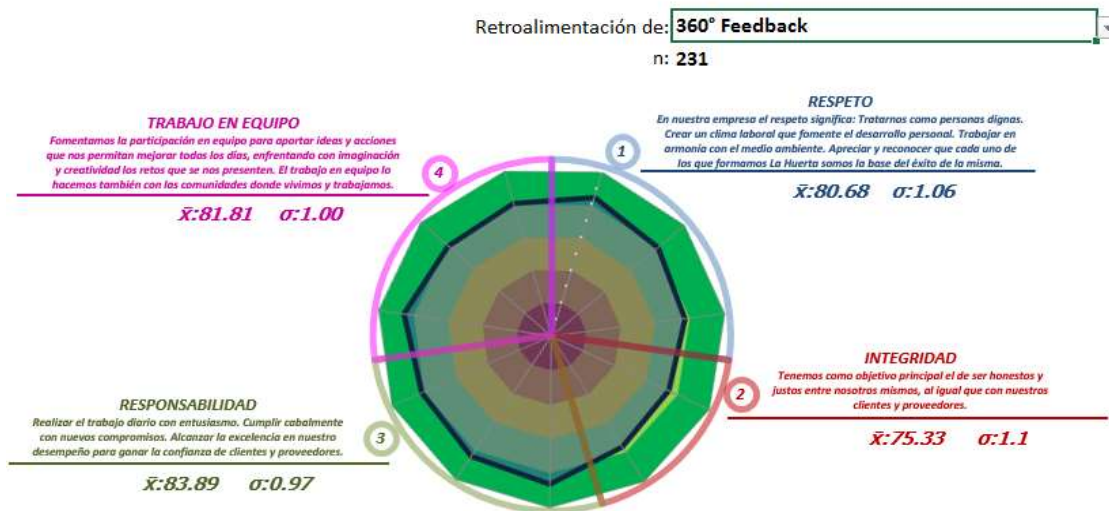 Retroalimentación de: 360° Feedback
n: 231
TRABAJO EN EQUIPO
Fomentamos la participación en equipo para aportar ideas y acciones
que nos permitan mejorar todos los días, enfrentando con imaginación
y creatividad los retos que se nos presenten. El trabajo en equipo lo
hacemos también con las comunidades donde vivimos y trabajamos.
x̄:81.81 σ:1.00
4
RESPETO
En nuestra empresa el respeto significa: Tratarnos como personas dignas.
Crear un clima laboral que fomente el desarrollo personal. Trabajar en
armonía con el medio ambiente. Apreciar y reconocer que cada uno de
los que formamos La Huerta somos la base del éxito de la misma.
x̄:80.68 σ:1.06
1
INTEGRIDAD
Tenemos como objetivo principal el de ser honestos y
justos entre nosotros mismos, al igual que con nuestros
clientes y proveedores.
x̄:75.33 σ:1.1
2
RESPONSABILIDAD
Realizar el trabajo diario con entusiasmo. Cumplir cabalmente
con nuevos compromisos. Alcanzar la excelencia en nuestro
desempeño para ganar la confianza de clientes y proveedores.
x̄:83.89 σ:0.97
3